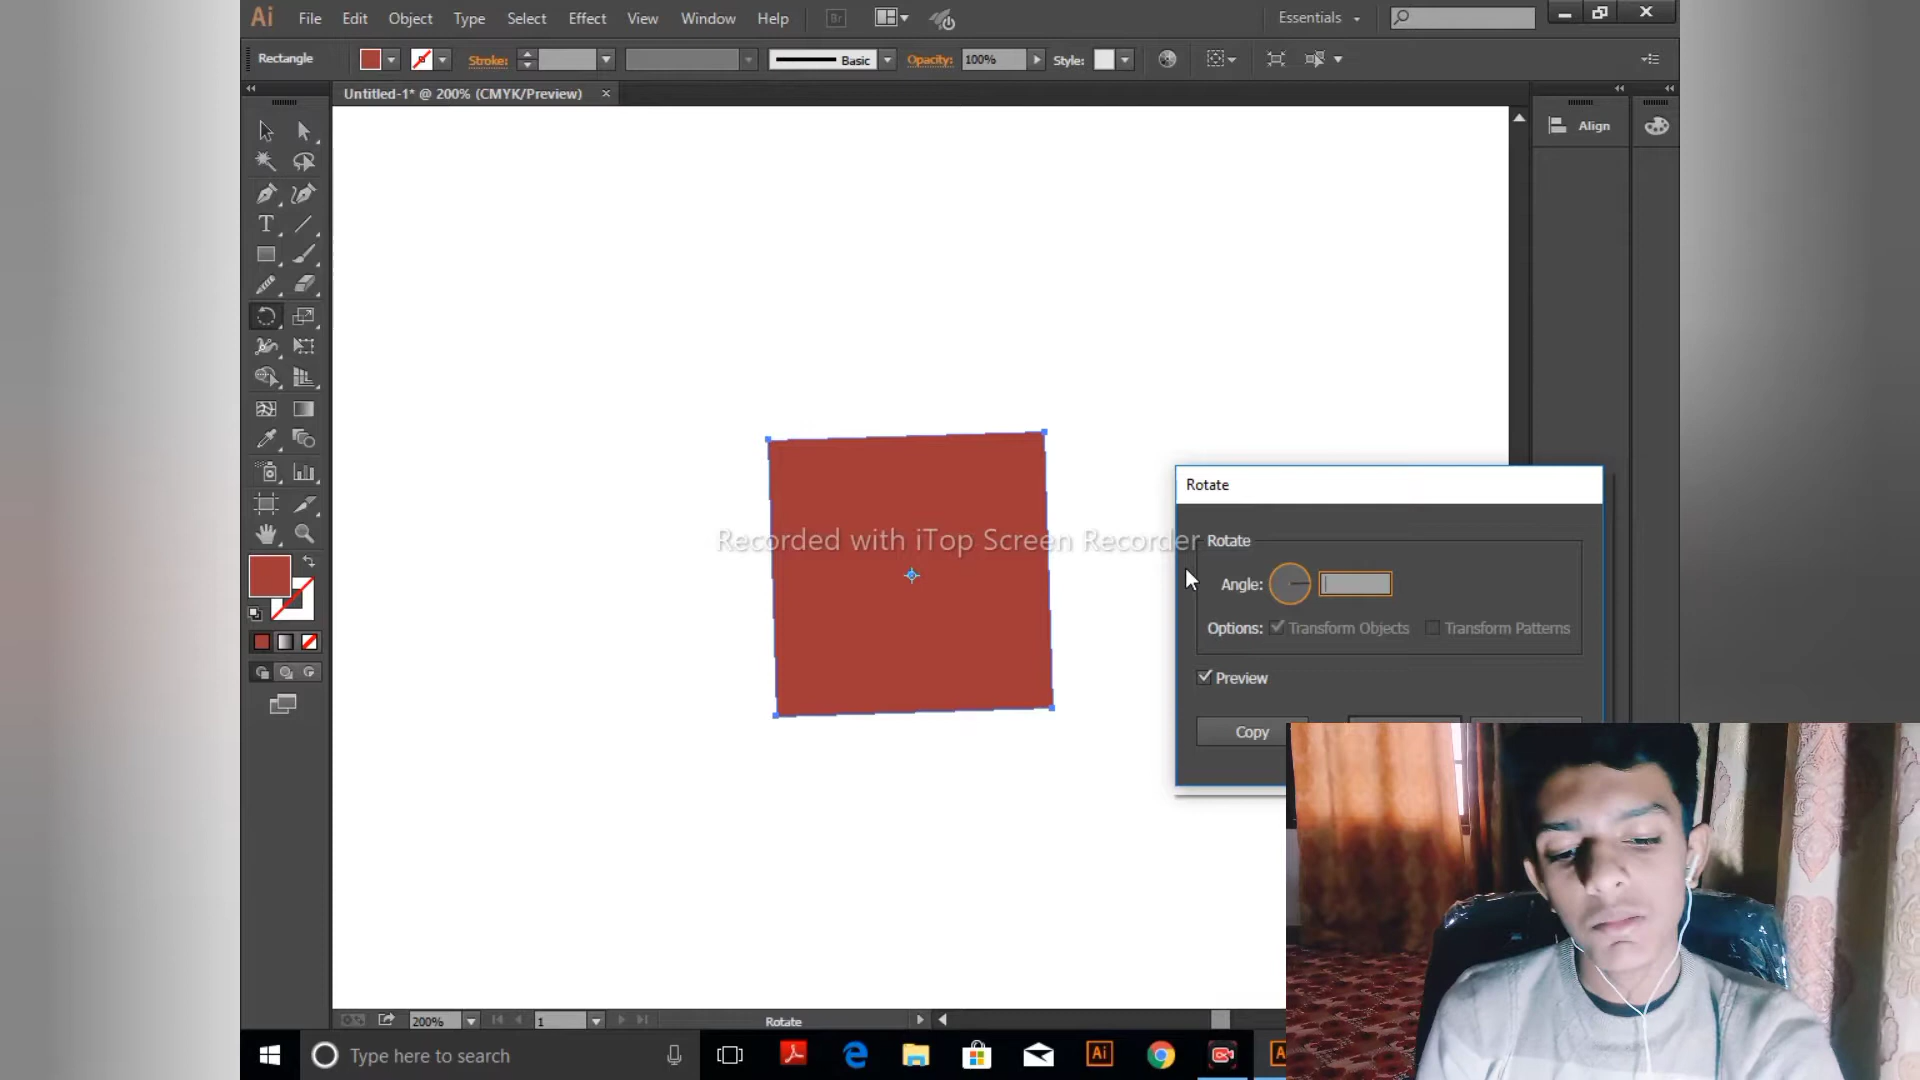 Ai File Edit Object Type Select Effect View Window Help Br Essentials
Rectangle Stroke: Basic Opacity: 100% Style:
Untitled-1* @ 200% (CMYK/Preview) ×
Align
Rotate
Recorded with iTop Screen Recorder
Rotate
Angle:
Options: Transform Objects Transform Patterns
Preview
Copy
200% 1 Rotate
Type here to search
Ai